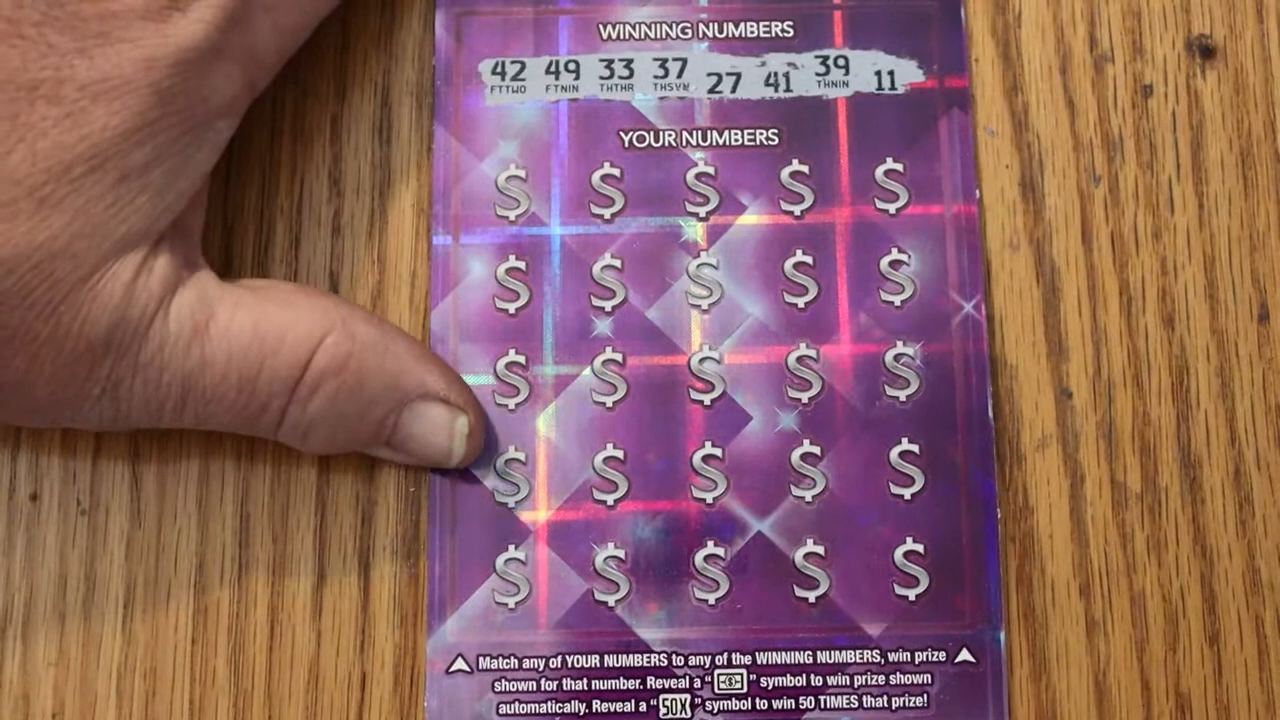 WINNING NUMBERS
42 49 33 37 27 41 39 11
FTTWO FTNIN THTHR THSVN THNIN
YOUR NUMBERS
$ $ $ $ $
$ $ $ $ $
$ $ $ $ $
$ $ $ $ $
$ $ $ $ $
Match any of YOUR NUMBERS to any of the WINNING NUMBERS, win prize
shown for that number. Reveal a " " symbol to win prize shown
automatically. Reveal a "50X" symbol to win 50 TIMES that prize!